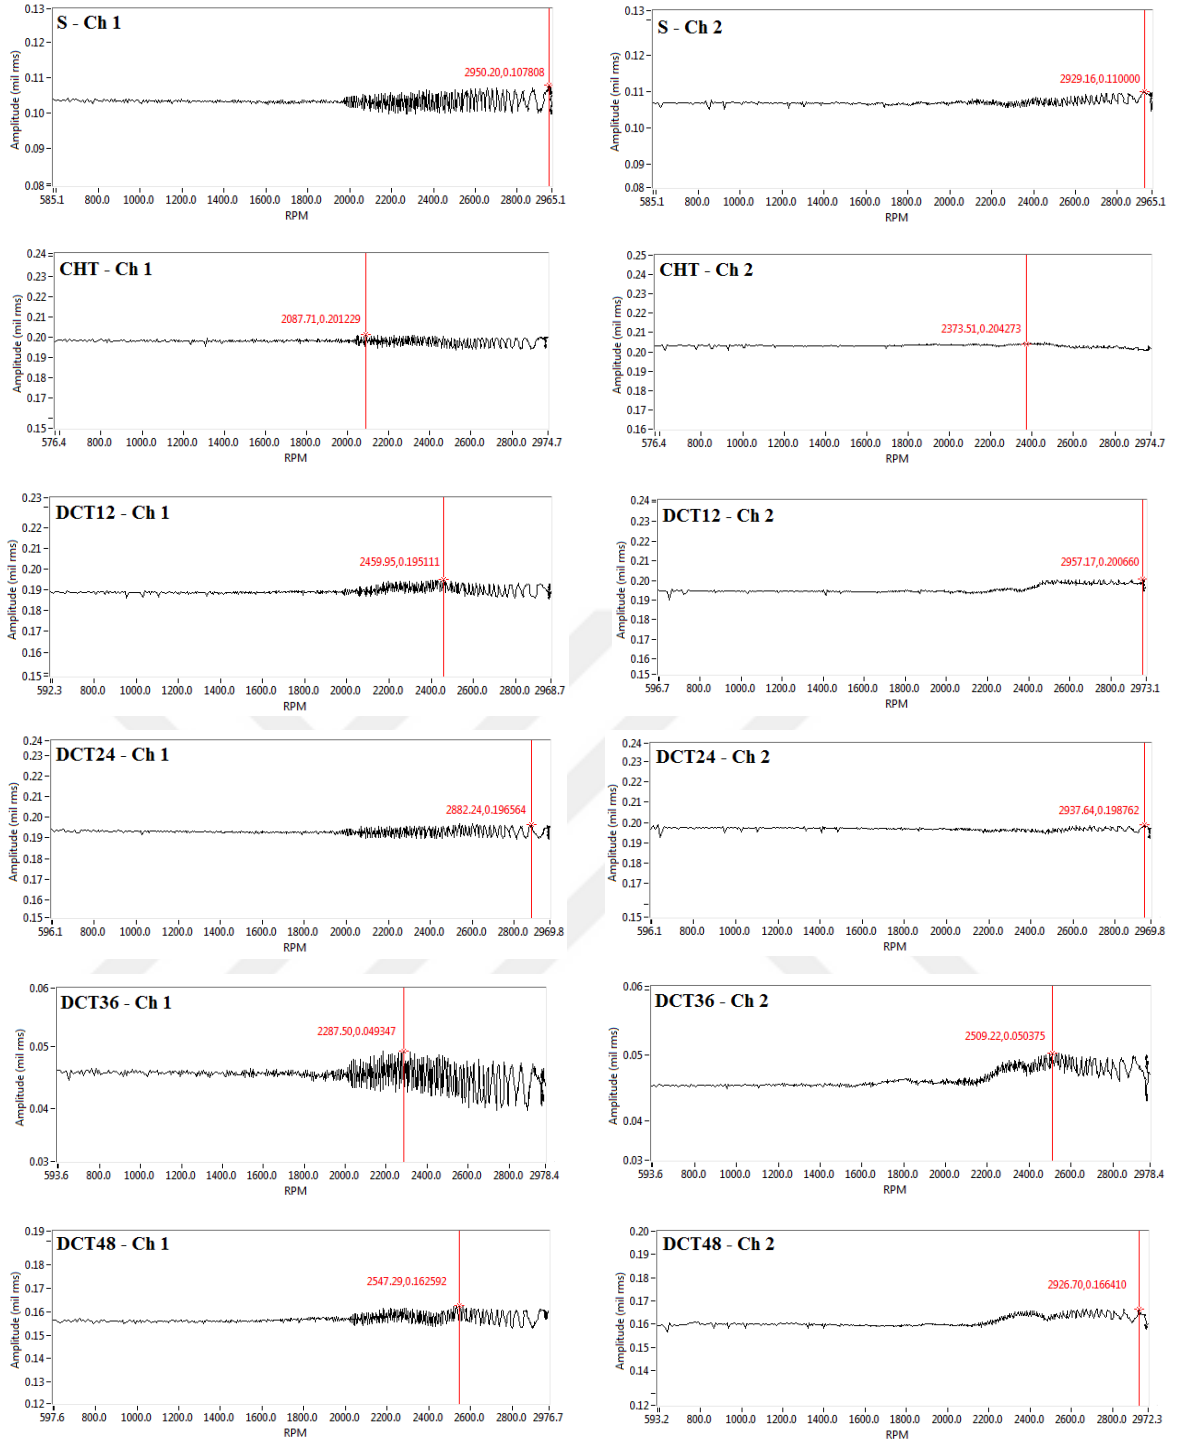 S - Ch 1
Amplitude (mil rms)
0.13
0.12
0.11
0.10
0.09
0.08
2950.20,0.107808
585.1 800.0 1000.0 1200.0 1400.0 1600.0 1800.0 2000.0 2200.0 2400.0 2600.0 2800.0 2965.1
RPM
S - Ch 2
Amplitude (mil rms)
0.13
0.12
0.11
0.10
0.09
0.08
2929.16,0.110000
585.1 800.0 1000.0 1200.0 1400.0 1600.0 1800.0 2000.0 2200.0 2400.0 2600.0 2800.0 2965.1
RPM
CHT - Ch 1
Amplitude (mil rms)
0.24
0.23
0.22
0.21
0.20
0.19
0.18
0.17
0.15
2087.71,0.201229
576.4 800.0 1000.0 1200.0 1400.0 1600.0 1800.0 2000.0 2200.0 2400.0 2600.0 2800.0 2974.7
RPM
CHT - Ch 2
Amplitude (mil rms)
0.25
0.24
0.23
0.22
0.21
0.20
0.19
0.18
0.17
0.16
2373.51,0.204273
576.4 800.0 1000.0 1200.0 1400.0 1600.0 1800.0 2000.0 2200.0 2400.0 2600.0 2800.0 2974.7
RPM
DCT12 - Ch 1
Amplitude (mil rms)
0.23
0.22
0.21
0.20
0.19
0.18
0.17
0.16
0.15
2459.95,0.195111
592.3 800.0 1000.0 1200.0 1400.0 1600.0 1800.0 2000.0 2200.0 2400.0 2600.0 2800.0 2968.7
RPM
DCT12 - Ch 2
Amplitude (mil rms)
0.24
0.23
0.22
0.21
0.20
0.19
0.18
0.17
0.16
0.15
2957.17,0.200660
596.7 800.0 1000.0 1200.0 1400.0 1600.0 1800.0 2000.0 2200.0 2400.0 2600.0 2800.0 2973.1
RPM
DCT24 - Ch 1
Amplitude (mil rms)
0.24
0.23
0.22
0.21
0.20
0.19
0.18
0.17
0.16
0.15
2882.24,0.196564
596.1 800.0 1000.0 1200.0 1400.0 1600.0 1800.0 2000.0 2200.0 2400.0 2600.0 2800.0 2969.8
RPM
DCT24 - Ch 2
Amplitude (mil rms)
0.24
0.23
0.22
0.21
0.20
0.19
0.18
0.17
0.15
2937.64,0.198762
596.1 800.0 1000.0 1200.0 1400.0 1600.0 1800.0 2000.0 2200.0 2400.0 2600.0 2800.0 2969.8
RPM
DCT36 - Ch 1
Amplitude (mil rms)
0.06
0.05
0.04
0.03
2287.50,0.049347
593.6 800.0 1000.0 1200.0 1400.0 1600.0 1800.0 2000.0 2200.0 2400.0 2600.0 2800.0 2978.4
RPM
DCT36 - Ch 2
Amplitude (mil rms)
0.06
0.05
0.04
0.03
2509.22,0.050375
593.6 800.0 1000.0 1200.0 1400.0 1600.0 1800.0 2000.0 2200.0 2400.0 2600.0 2800.0 2978.4
RPM
DCT48 - Ch 1
Amplitude (mil rms)
0.19
0.18
0.17
0.16
0.15
0.14
0.13
0.12
2547.29,0.162592
597.6 800.0 1000.0 1200.0 1400.0 1600.0 1800.0 2000.0 2200.0 2400.0 2600.0 2800.0 2976.7
RPM
DCT48 - Ch 2
Amplitude (mil rms)
0.20
0.19
0.18
0.17
0.16
0.15
0.14
0.12
2926.70,0.166410
593.2 800.0 1000.0 1200.0 1400.0 1600.0 1800.0 2000.0 2200.0 2400.0 2600.0 2800.0 2972.3
RPM